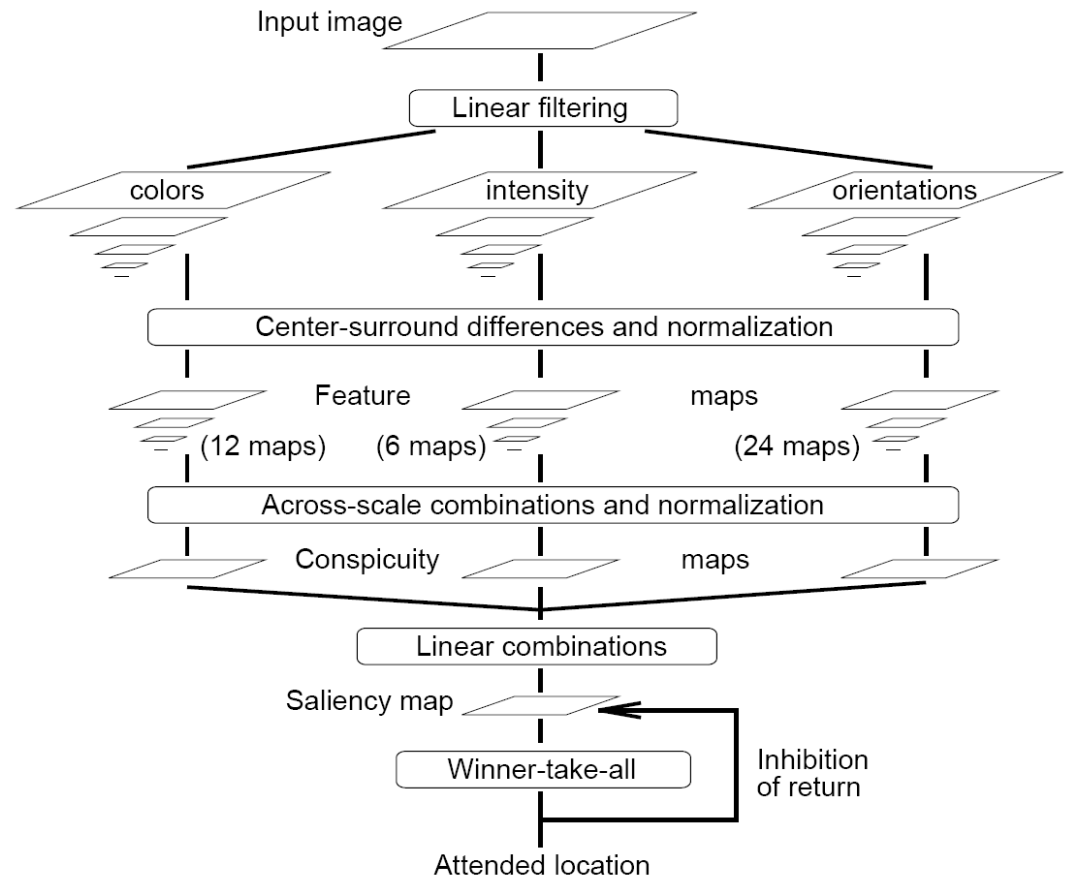 Input image
Linear filtering
colors intensity orientations
Center-surround differences and normalization
Feature maps
(12 maps) (6 maps) (24 maps)
Across-scale combinations and normalization
Conspicuity maps
Linear combinations
Saliency map
Winner-take-all
Inhibition
of return
Attended location